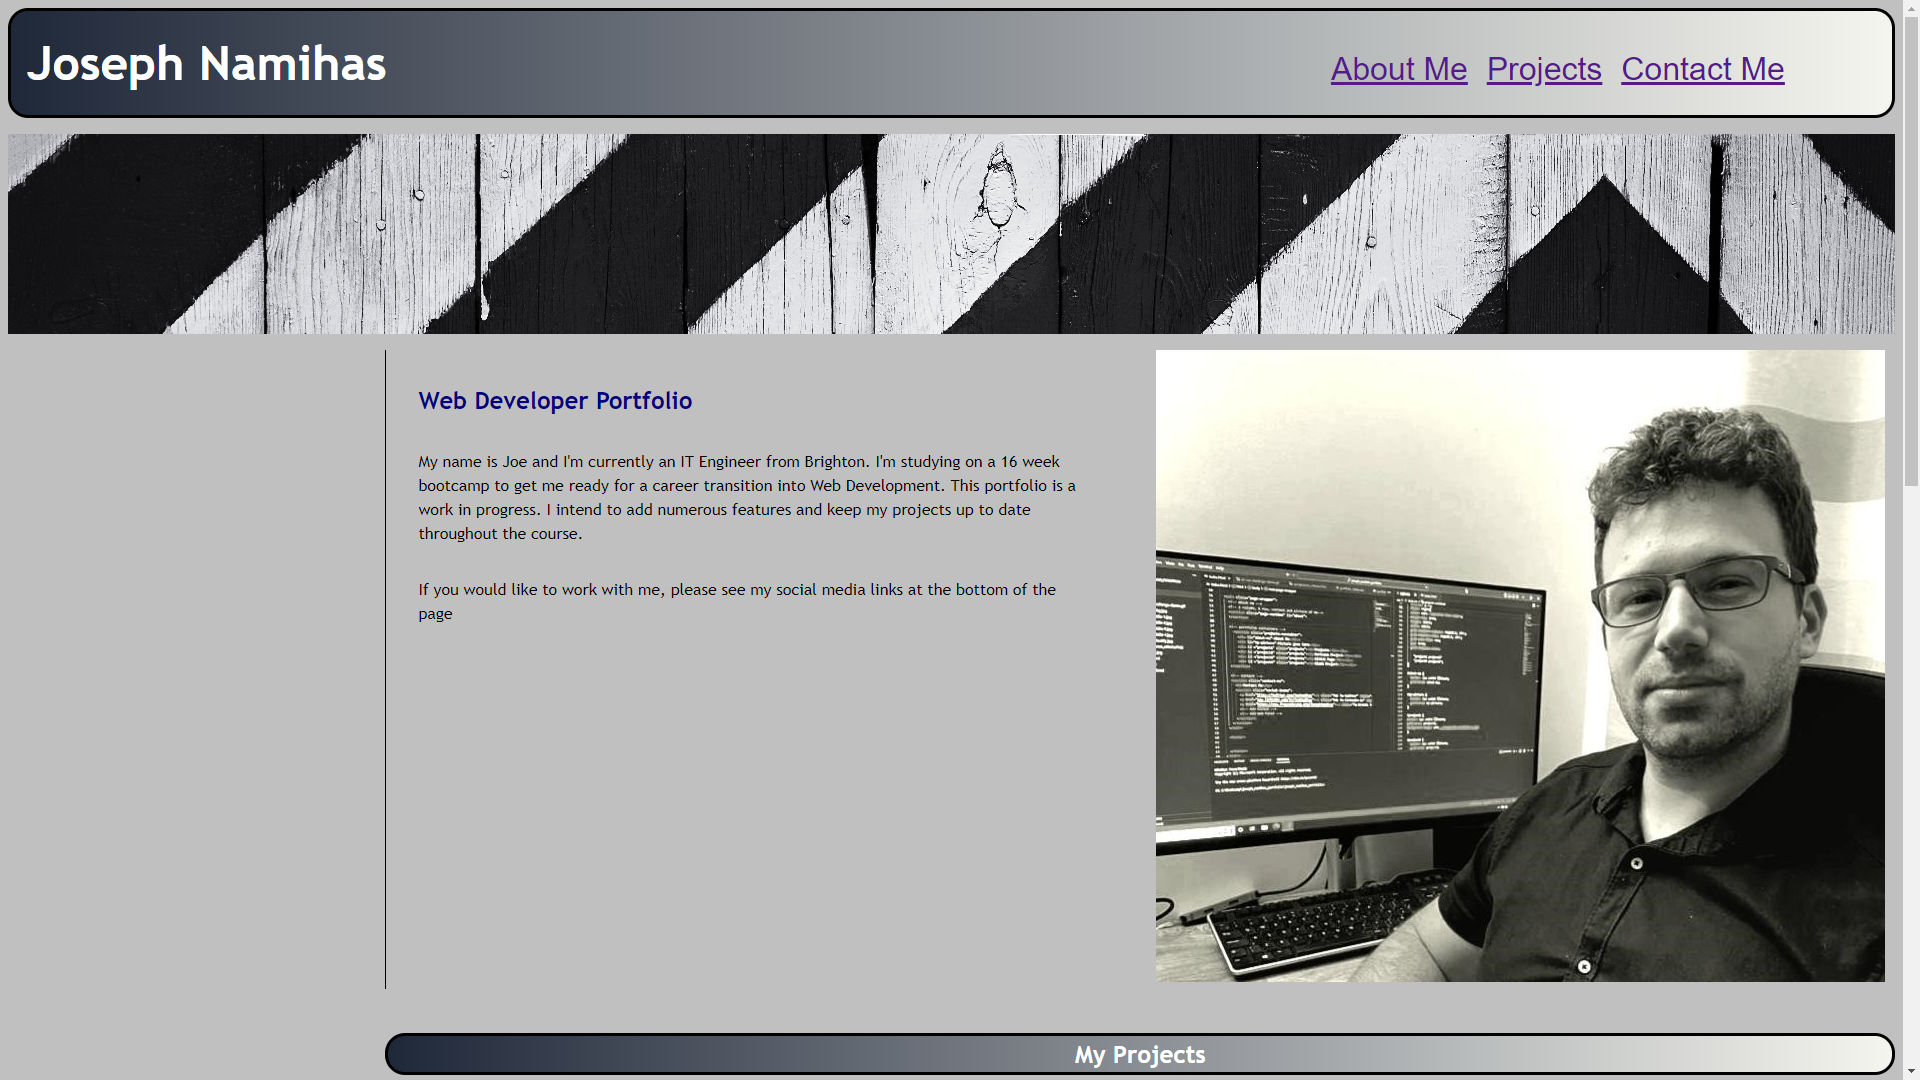 Joseph Namihas
About Me Projects Contact Me
Web Developer Portfolio
My name is Joe and I'm currently an IT Engineer from Brighton. I'm studying on a 16 week
bootcamp to get me ready for a career transition into Web Development. This portfolio is a
work in progress. I intend to add numerous features and keep my projects up to date
throughout the course.
If you would like to work with me, please see my social media links at the bottom of the
page
My Projects